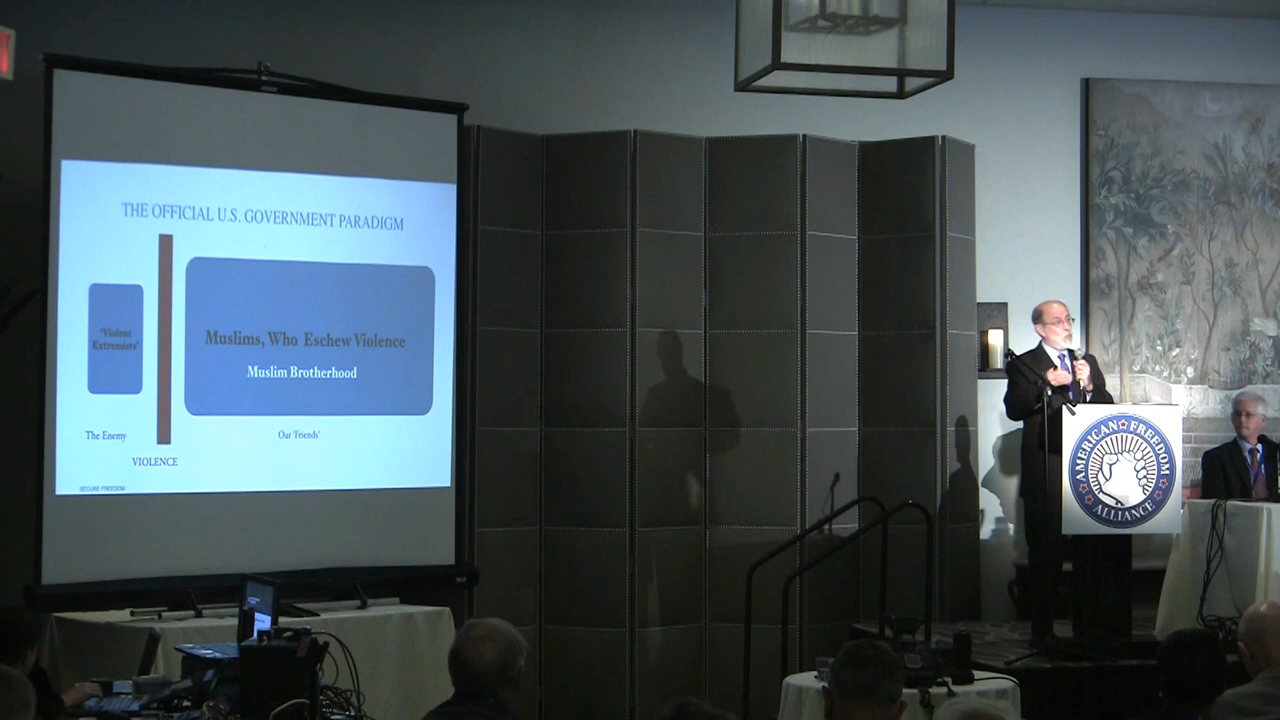 THE OFFICIAL U.S. GOVERNMENT PARADIGM
'Violent
Extremists'
Muslims, Who Eschew Violence
Muslim Brotherhood
The Enemy
Our 'Friends'
VIOLENCE
SECURE FREEDOM
AMERICAN FREEDOM
ALLIANCE